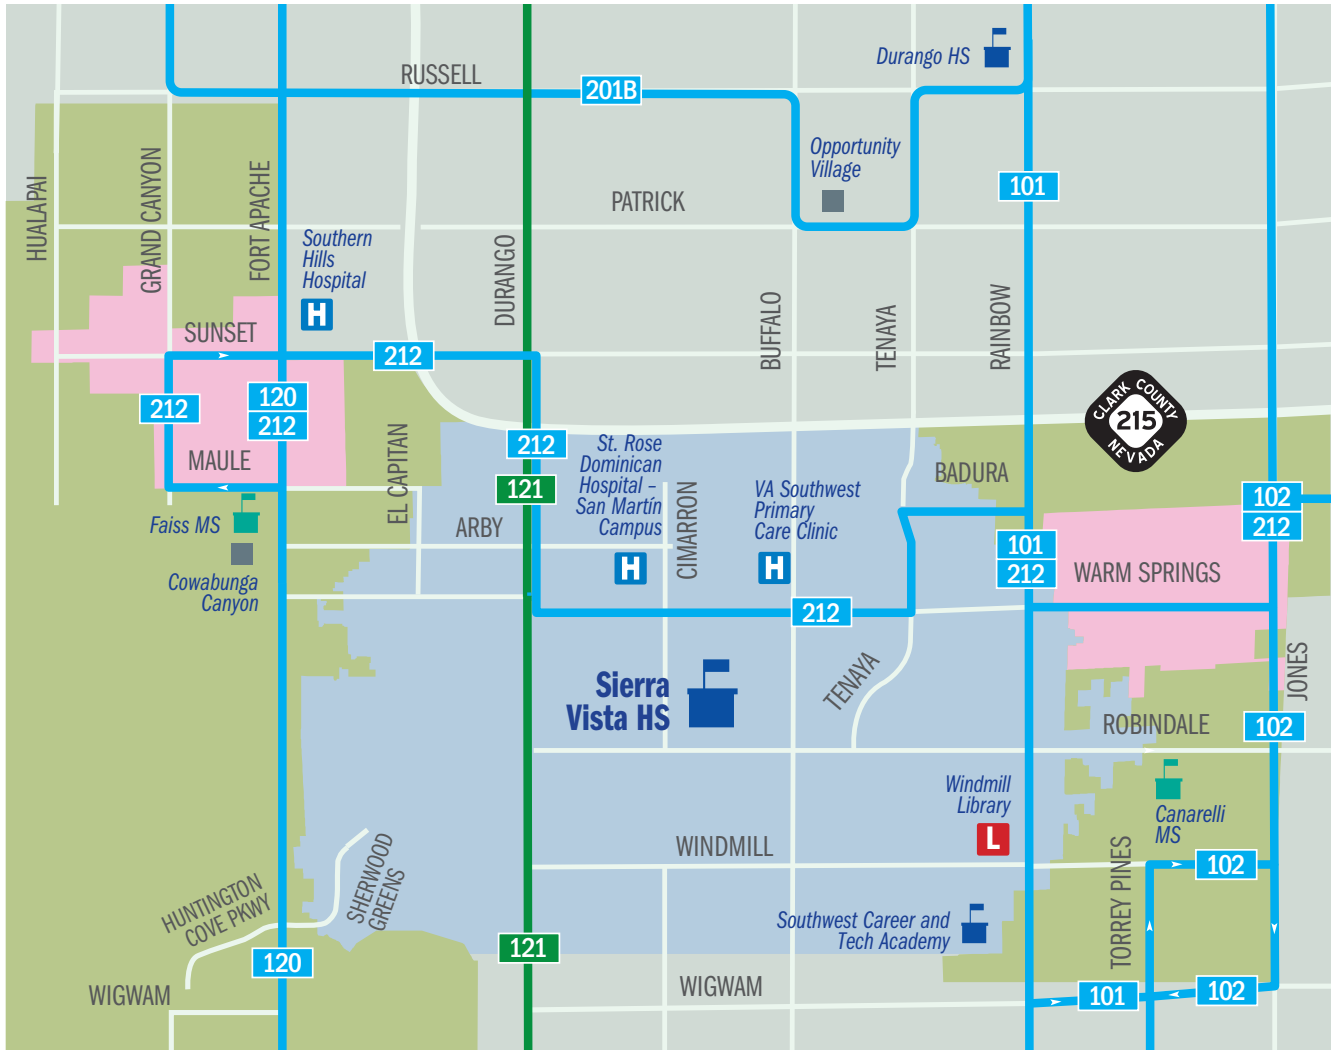 Durango HS
RUSSELL
201B
Opportunity
Village
101
PATRICK
HUALAPAI
GRAND CANYON
FORT APACHE
Southern
Hills
Hospital
H
DURANGO
BUFFALO
TENAYA
RAINBOW
SUNSET
212
212
120
212
CLARK COUNTY
215
NEVADA
MAULE
EL CAPITAN
212
121
St. Rose
Dominican
Hospital –
San Martín
Campus
H
CIMARRON
VA Southwest
Primary
Care Clinic
H
BADURA
102
212
Faiss MS
ARBY
Cowabunga
Canyon
101
212
WARM SPRINGS
212
Sierra
Vista HS
TENAYA
JONES
ROBINDALE
102
Windmill
Library
L
Canarelli
MS
WINDMILL
TORREY PINES
102
HUNTINGTON
COVE PKWY
SHERWOOD
GREENS
Southwest Career and
Tech Academy
121
120
WIGWAM
WIGWAM
101
102